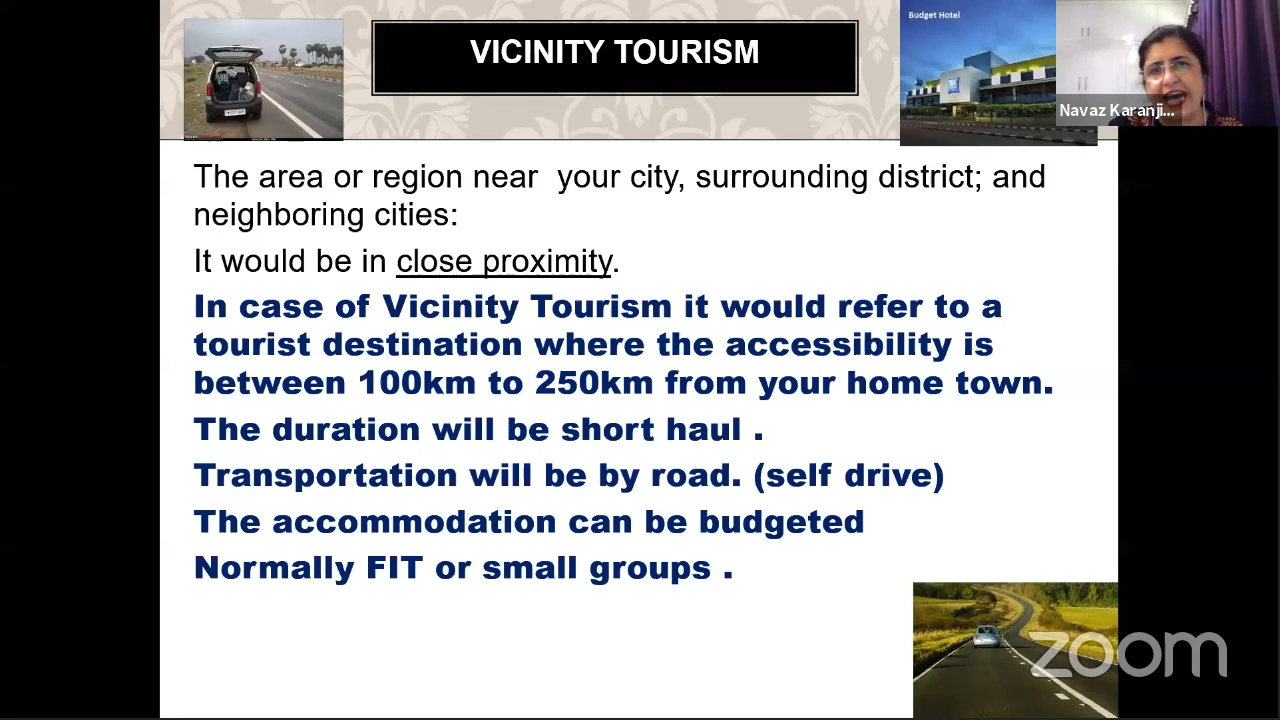 VICINITY TOURISM
Budget Hotel
Navaz Karanji...
The area or region near your city, surrounding district; and
neighboring cities:
It would be in close proximity.
In case of Vicinity Tourism it would refer to a
tourist destination where the accessibility is
between 100km to 250km from your home town.
The duration will be short haul .
Transportation will be by road. (self drive)
The accommodation can be budgeted
Normally FIT or small groups .
zoom